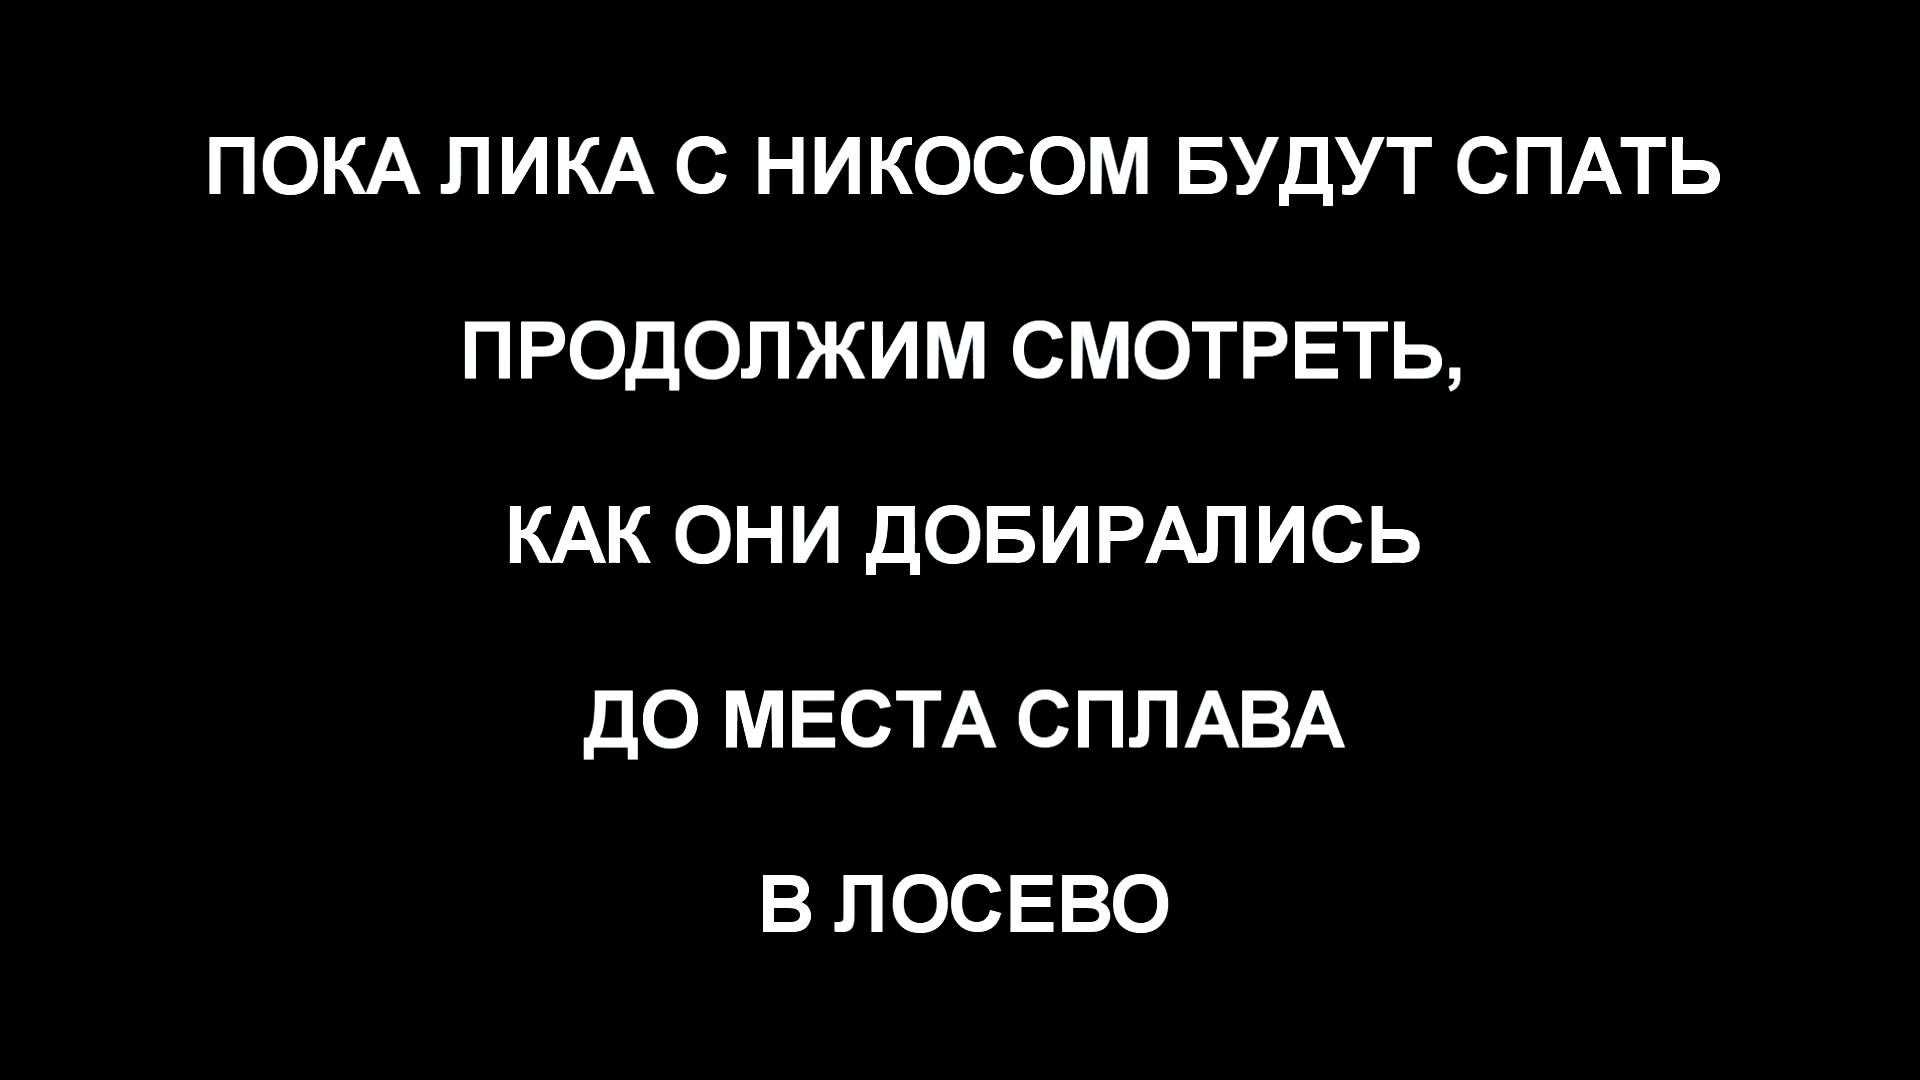 ПОКА ЛИКА С НИКОСОМ БУДУТ СПАТЬ
ПРОДОЛЖИМ СМОТРЕТЬ,
КАК ОНИ ДОБИРАЛИСЬ
ДО МЕСТА СПЛАВА
В ЛОСЕВО